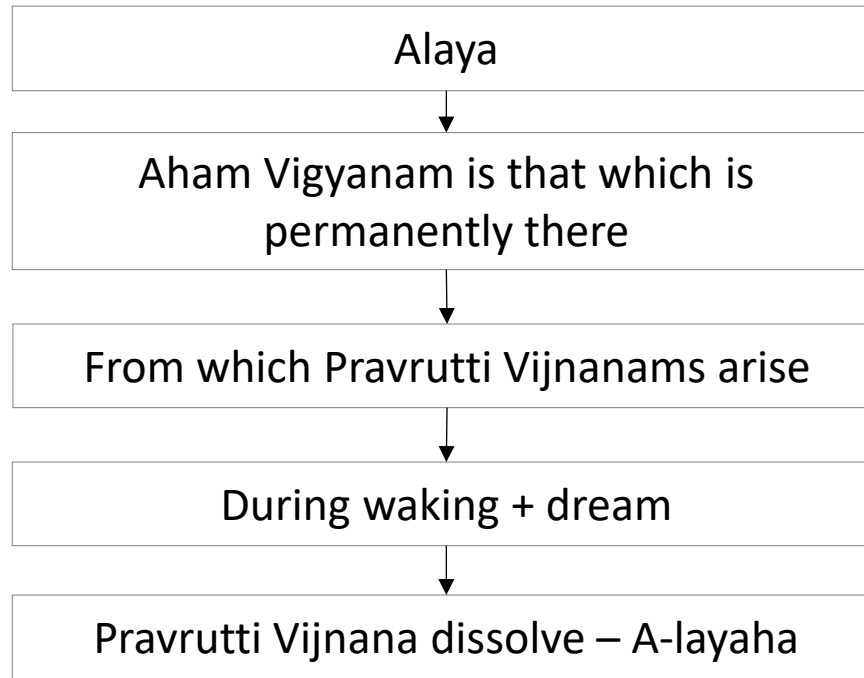 Alaya
Aham Vigyanam is that which is
permanently there
From which Pravrutti Vijnanams arise
During waking + dream
Pravrutti Vijnana dissolve – A-layaha